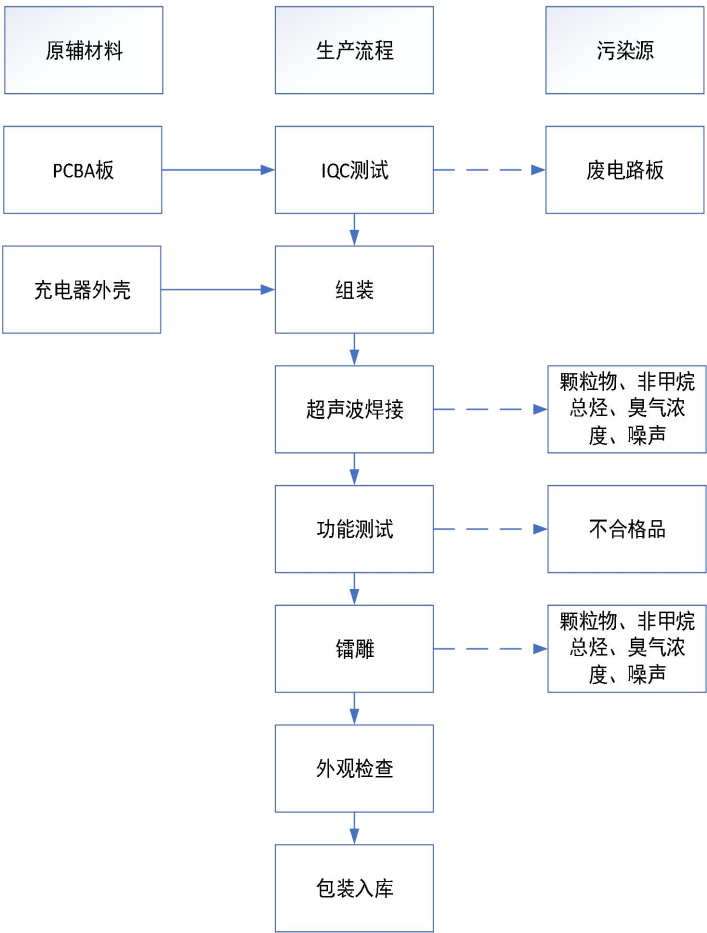 原辅材料
生产流程
污染源
PCBA板
IQC测试
废电路板
充电器外壳
组装
超声波焊接
颗粒物、非甲烷
总烃、臭气浓
度、噪声
功能测试
不合格品
镭雕
颗粒物、非甲烷
总烃、臭气浓
度、噪声
外观检查
包装入库